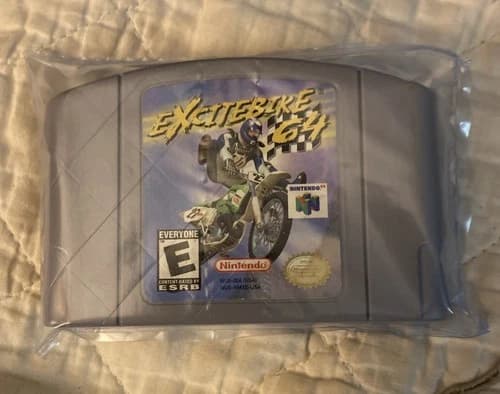 EXCITEBIKE
64
NINTENDO 64
EVERYONE
E
CONTENT RATED BY
ESRB
Nintendo